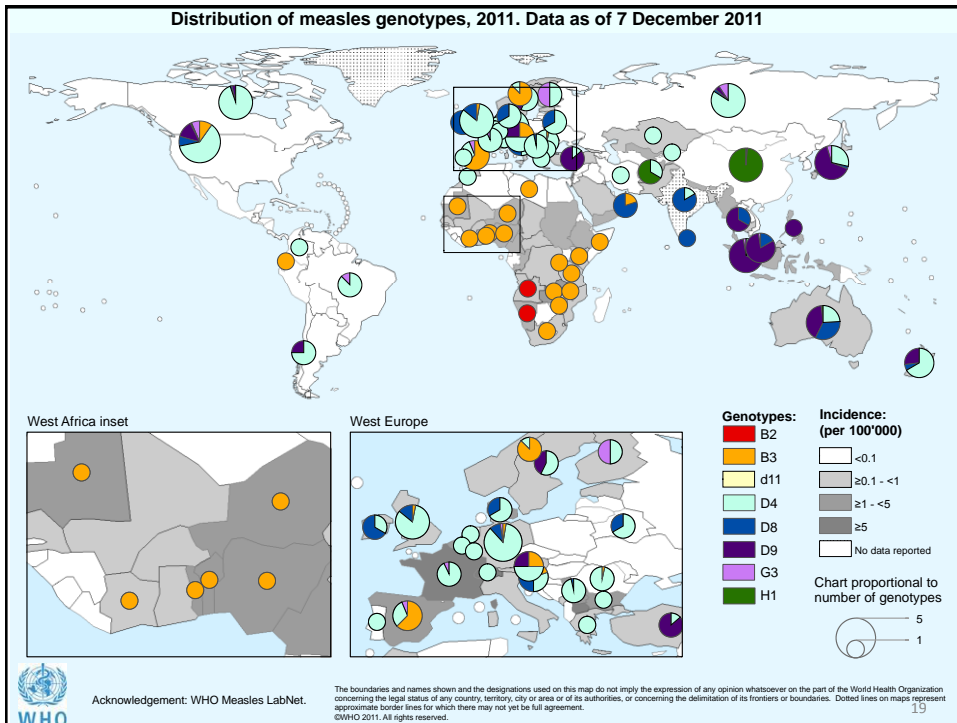 Distribution of measles genotypes, 2011. Data as of 7 December 2011
West Africa inset
West Europe
Genotypes:
B2
B3
d11
D4
D8
D9
G3
H1
Incidence:
(per 100'000)
<0.1
≥0.1 - <1
≥1 - <5
≥5
No data reported
Chart proportional to
number of genotypes
5
1
WHO
Acknowledgement: WHO Measles LabNet.
The boundaries and names shown and the designations used on this map do not imply the expression of any opinion whatsoever on the part of the World Health Organization
concerning the legal status of any country, territory, city or area or of its authorities, or concerning the delimitation of its frontiers or boundaries. Dotted lines on maps represent
approximate border lines for which there may not yet be full agreement.
©WHO 2011. All rights reserved.
19